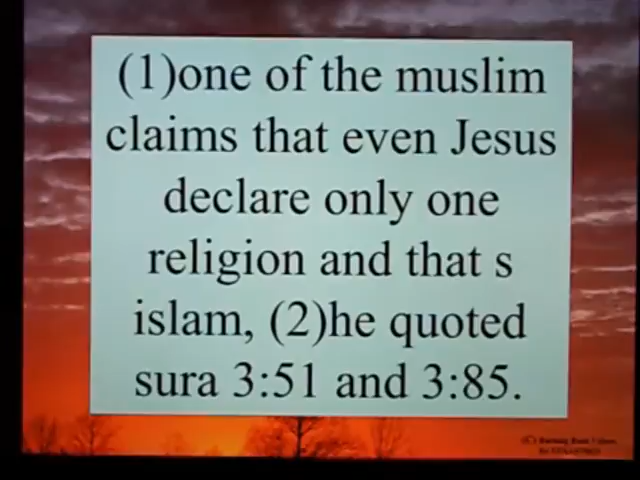 (1)one of the muslim
claims that even Jesus
declare only one
religion and that s
islam, (2)he quoted
sura 3:51 and 3:85.